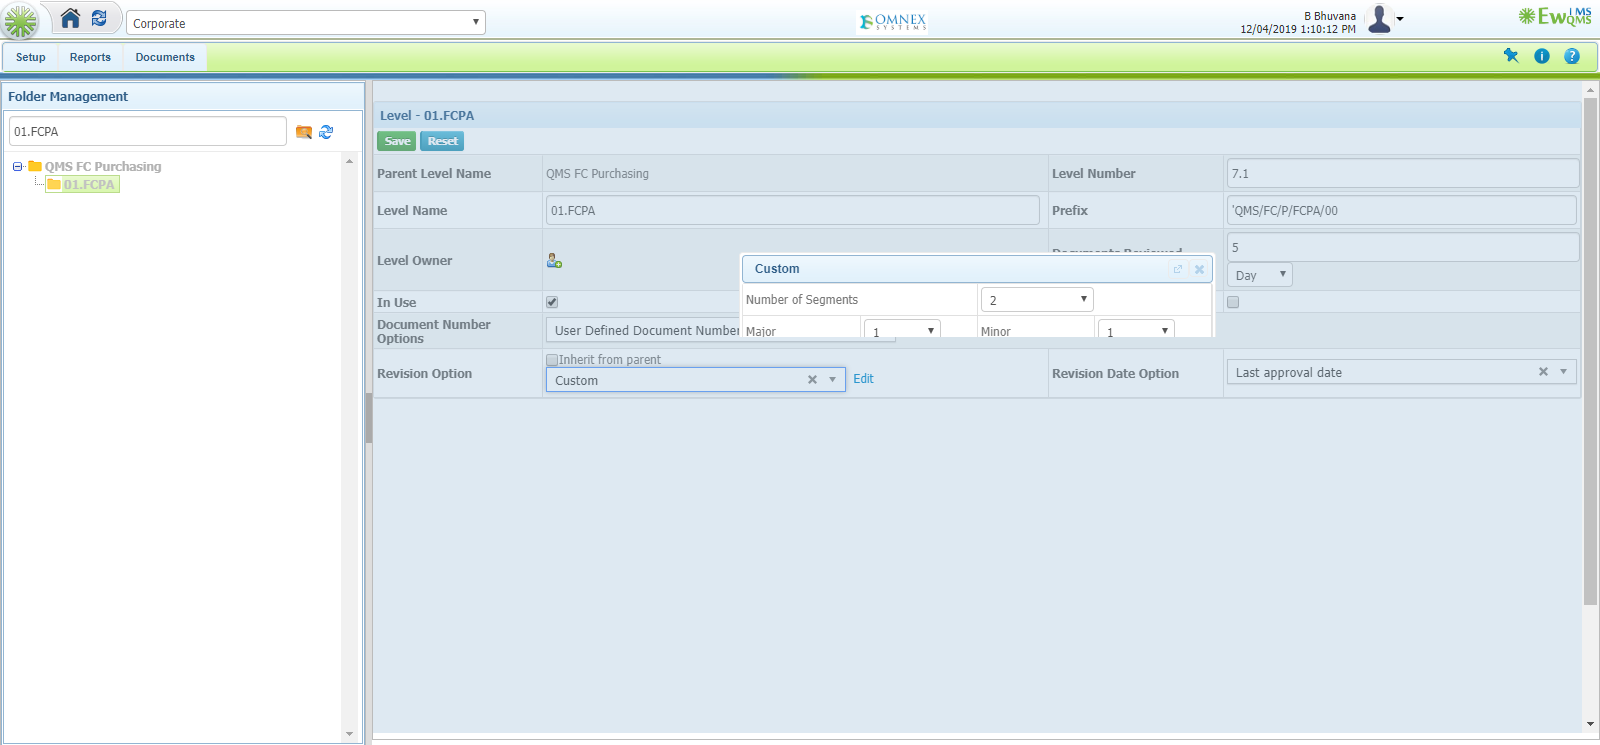 Corporate
OMNEX
SYSTEMS
B Bhuvana
12/04/2019 1:10:12 PM
EwIMS
QMS
Setup
Reports
Documents
Folder Management
01.FCPA
QMS FC Purchasing
01.FCPA
Level - 01.FCPA
Save
Reset
Parent Level Name
QMS FC Purchasing
Level Number
7.1
Level Name
01.FCPA
Prefix
'QMS/FC/P/FCPA/00
Level Owner
Documents Reviewed
5
Day
Custom
Number of Segments
2
Major
1
Minor
1
In Use
Document Number
Options
User Defined Document Number
Revision Option
Inherit from parent
Custom
Edit
Revision Date Option
Last approval date